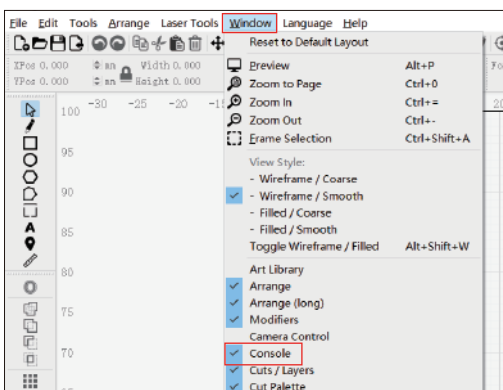 File Edit Tools Arrange Laser Tools Window Language Help
Reset to Default Layout
XPos 0.000 mm Width 0.000
YPos 0.000 mm Height 0.000
Preview Alt+P
Zoom to Page Ctrl+0
Zoom In Ctrl+=
Zoom Out Ctrl+-
Frame Selection Ctrl+Shift+A
View Style:
- Wireframe / Coarse
- Wireframe / Smooth
- Filled / Coarse
- Filled / Smooth
Toggle Wireframe / Filled Alt+Shift+W
Art Library
Arrange
Arrange (long)
Modifiers
Camera Control
Console
Cuts / Layers
Cut Palette
-30 -25 -20
100
95
90
85
80
75
70
A